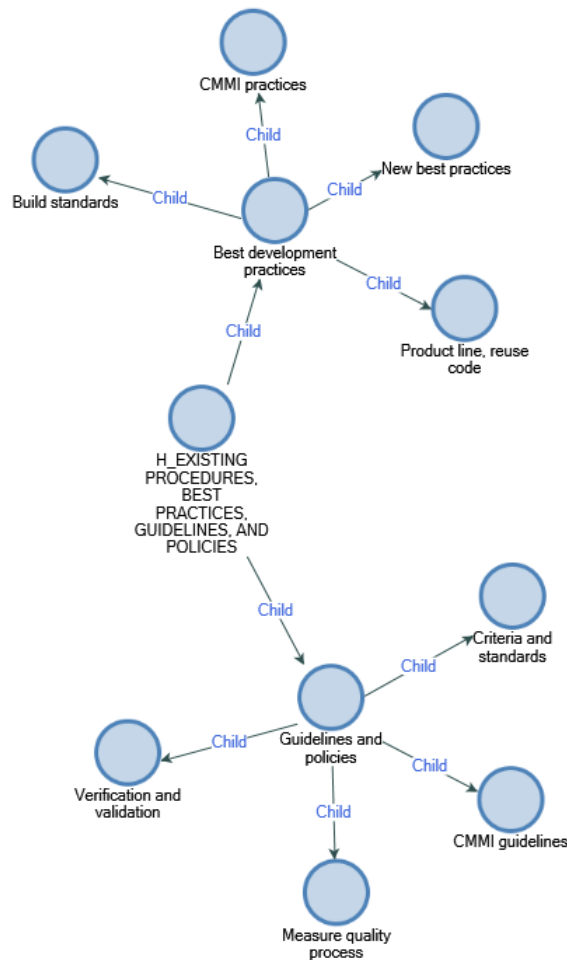 CMMI practices
Child
New best practices
Child
Build standards
Child
Best development
practices
Child
Product line, reuse
code
Child
H_EXISTING
PROCEDURES,
BEST
PRACTICES,
GUIDELINES, AND
POLICIES
Child
Criteria and
standards
Child
Guidelines and
policies
Child
Verification and
validation
Child
CMMI guidelines
Child
Measure quality
process